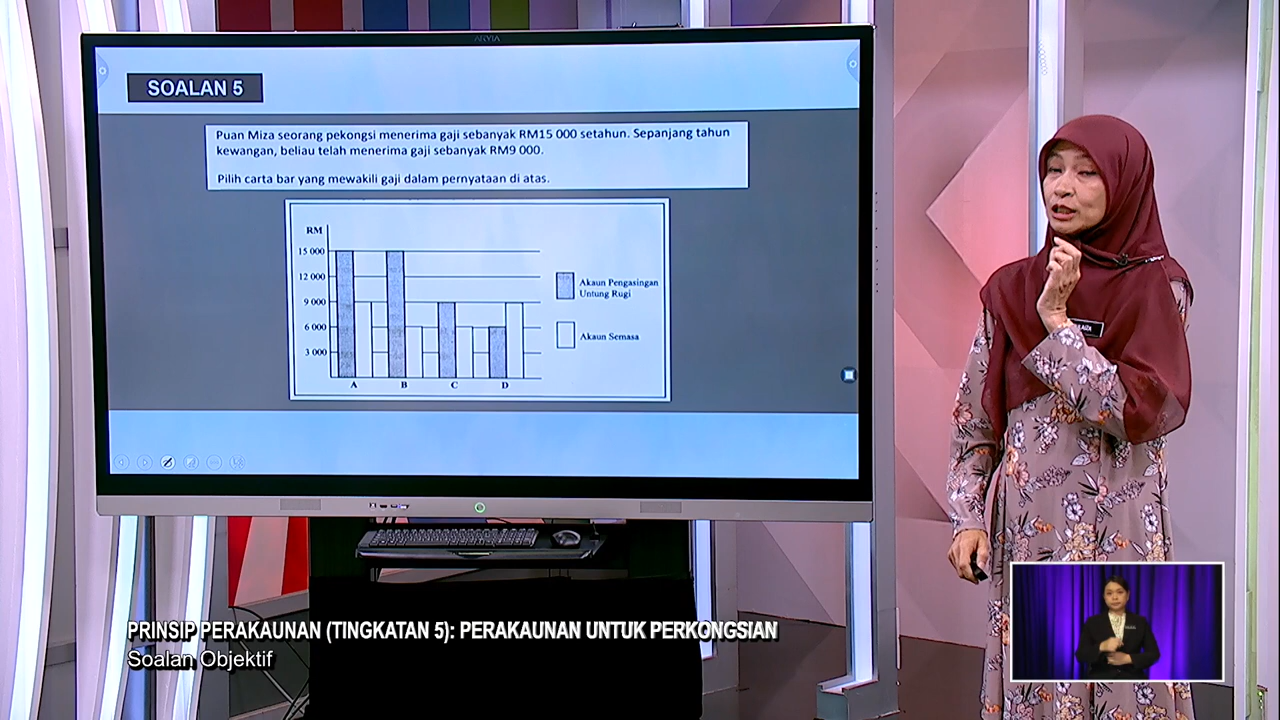 ARVIA
SOALAN 5
Puan Miza seorang pekongsi menerima gaji sebanyak RM15 000 setahun. Sepanjang tahun
kewangan, beliau telah menerima gaji sebanyak RM9 000.
Pilih carta bar yang mewakili gaji dalam pernyataan di atas.
RM
15 000
12 000
9 000
6 000
3 000
A B C D
Akaun Pengasingan
Untung Rugi
Akaun Semasa
PRINSIP PERAKAUNAN (TINGKATAN 5): PERAKAUNAN UNTUK PERKONGSIAN
Soalan Objektif